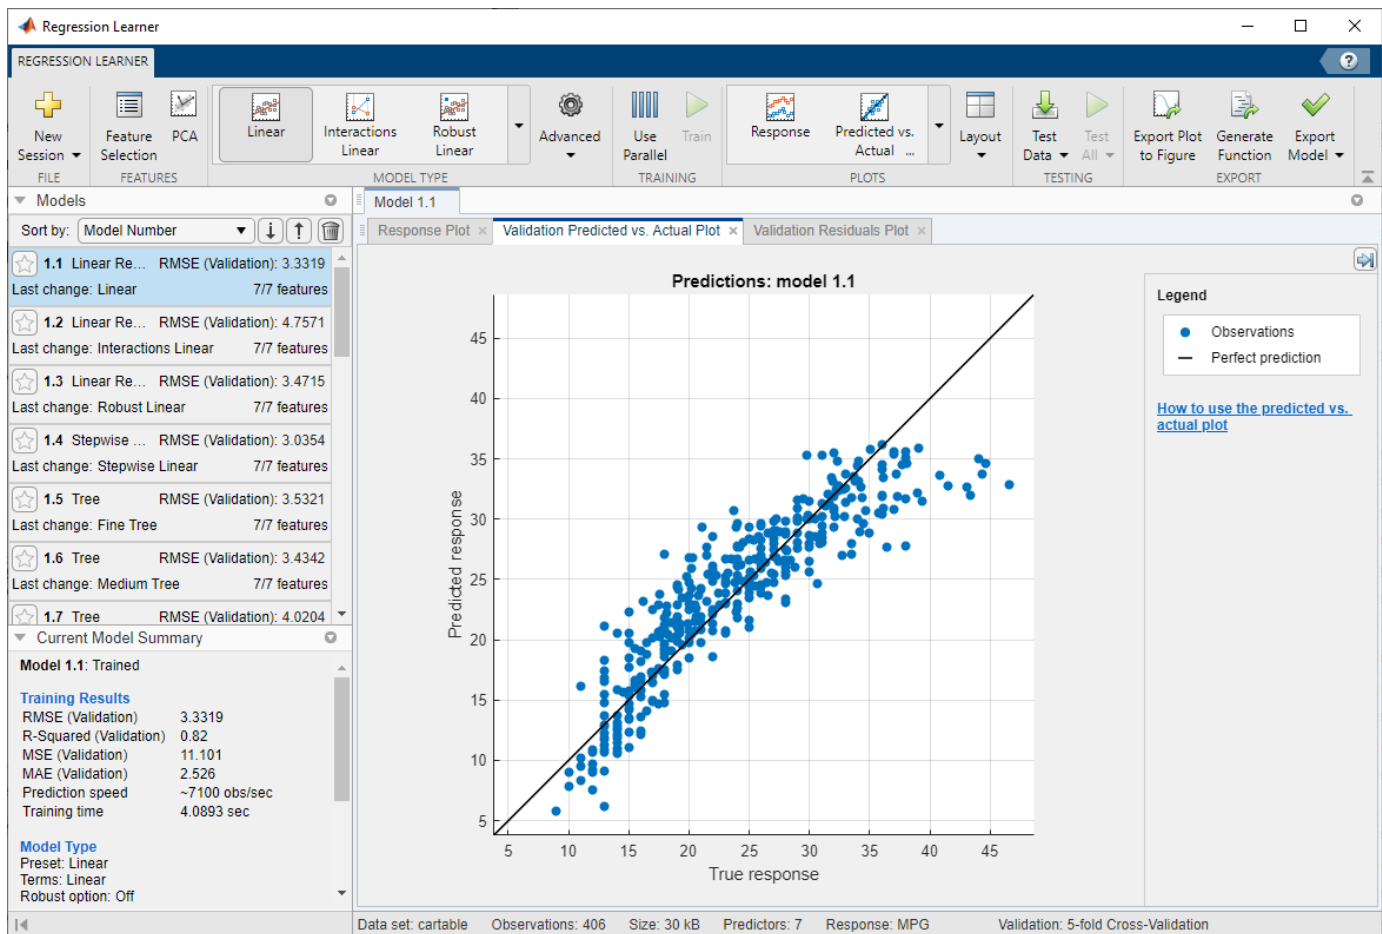 Regression Learner
REGRESSION LEARNER
?
New Session
Feature Selection
PCA
Linear
Interactions Linear
Robust Linear
Advanced
Use Parallel
Train
Response
Predicted vs. Actual ...
Layout
Test Data
Test All
Export Plot to Figure
Generate Function
Export Model
FILE
FEATURES
MODEL TYPE
TRAINING
PLOTS
TESTING
EXPORT
Models
Sort by: Model Number
1.1 Linear Re... RMSE (Validation): 3.3319
Last change: Linear 7/7 features
1.2 Linear Re... RMSE (Validation): 4.7571
Last change: Interactions Linear 7/7 features
1.3 Linear Re... RMSE (Validation): 3.4715
Last change: Robust Linear 7/7 features
1.4 Stepwise ... RMSE (Validation): 3.0354
Last change: Stepwise Linear 7/7 features
1.5 Tree RMSE (Validation): 3.5321
Last change: Fine Tree 7/7 features
1.6 Tree RMSE (Validation): 3.4342
Last change: Medium Tree 7/7 features
1.7 Tree RMSE (Validation): 4.0204
Current Model Summary
Model 1.1: Trained
Training Results
RMSE (Validation) 3.3319
R-Squared (Validation) 0.82
MSE (Validation) 11.101
MAE (Validation) 2.526
Prediction speed ~7100 obs/sec
Training time 4.0893 sec
Model Type
Preset: Linear
Terms: Linear
Robust option: Off
Model 1.1
Response Plot
Validation Predicted vs. Actual Plot
Validation Residuals Plot
Predictions: model 1.1
45
40
35
30
25
20
15
10
5
Predicted response
5 10 15 20 25 30 35 40 45
True response
Legend
Observations
Perfect prediction
How to use the predicted vs.
actual plot
Data set: cartable Observations: 406 Size: 30 kB Predictors: 7 Response: MPG Validation: 5-fold Cross-Validation